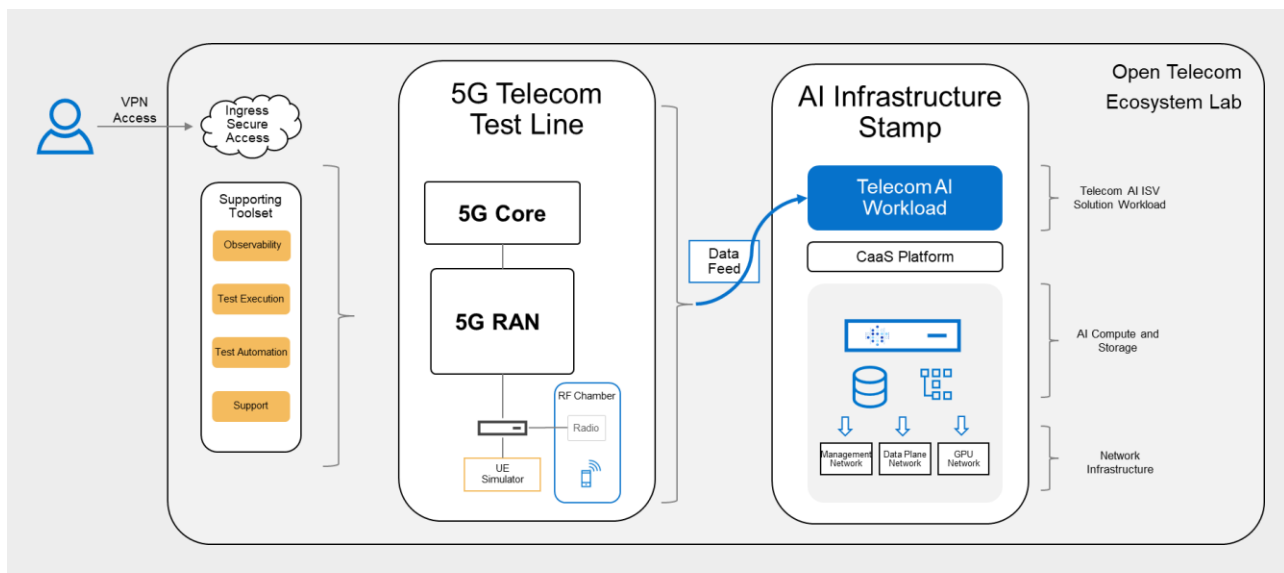 Open Telecom
Ecosystem Lab
VPN
Access
Ingress
Secure
Access
Supporting
Toolset
Observability
Test Execution
Test Automation
Support
5G Telecom
Test Line
5G Core
5G RAN
RF Chamber
Radio
UE
Simulator
Data
Feed
AI Infrastructure
Stamp
Telecom AI
Workload
CaaS Platform
Management
Network
Data Plane
Network
GPU
Network
Telecom AI ISV
Solution Workload
AI Compute and
Storage
Network
Infrastructure